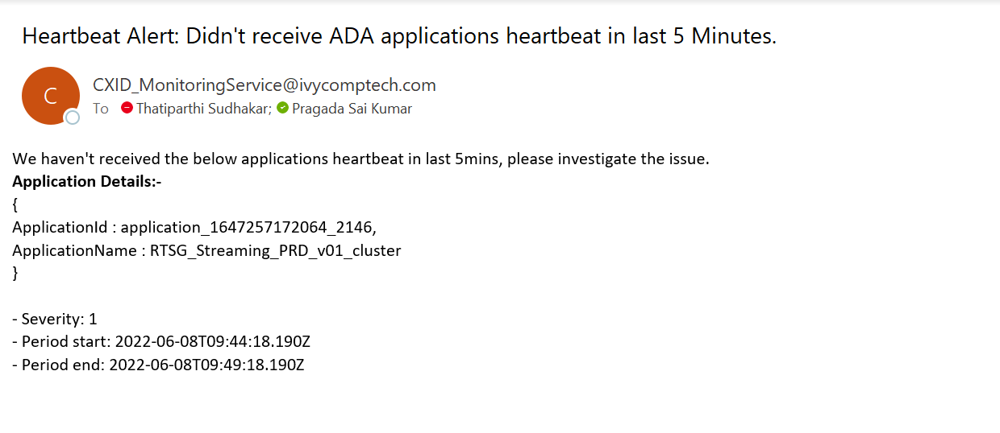 Heartbeat Alert: Didn't receive ADA applications heartbeat in last 5 Minutes.
C
CXID_MonitoringService@ivycomptech.com
To Thatiparthi Sudhakar; Pragada Sai Kumar
We haven't received the below applications heartbeat in last 5mins, please investigate the issue.
Application Details:-
{
ApplicationId : application_1647257172064_2146,
ApplicationName : RTSG_Streaming_PRD_v01_cluster
}
- Severity: 1
- Period start: 2022-06-08T09:44:18.190Z
- Period end: 2022-06-08T09:49:18.190Z